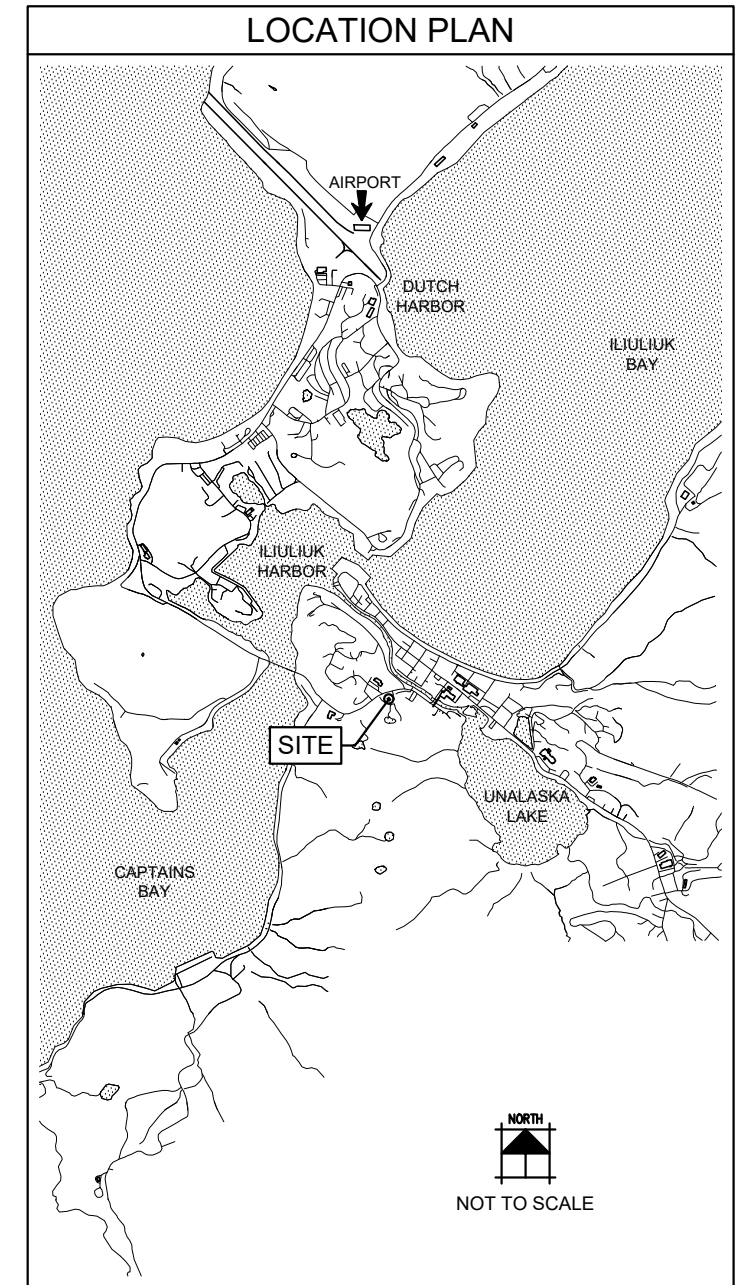 LOCATION PLAN
AIRPORT
DUTCH
HARBOR
ILIULIUK
BAY
ILIULIUK
HARBOR
SITE
UNALASKA
LAKE
CAPTAINS
BAY
NORTH
NOT TO SCALE